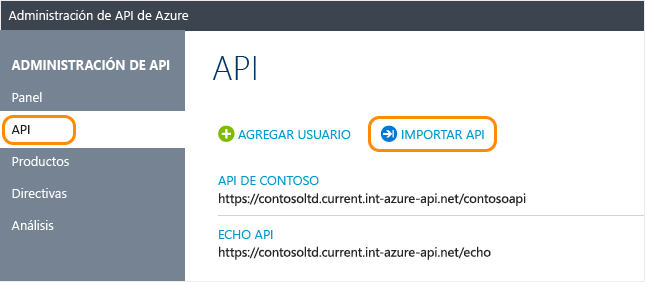 Administración de API de Azure
ADMINISTRACIÓN DE API
Panel
API
Productos
Directivas
Análisis
API
AGREGAR USUARIO
IMPORTAR API
API DE CONTOSO
https://contosoltd.current.int-azure-api.net/contosoapi
ECHO API
https://contosoltd.current.int-azure-api.net/echo